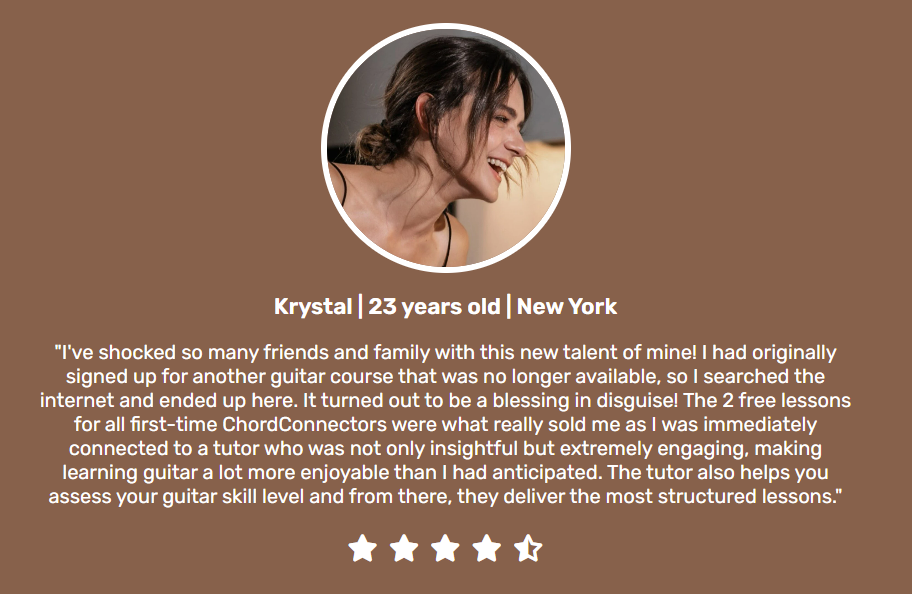 Krystal | 23 years old | New York
"I've shocked so many friends and family with this new talent of mine! I had originally
signed up for another guitar course that was no longer available, so I searched the
internet and ended up here. It turned out to be a blessing in disguise! The 2 free lessons
for all first-time ChordConnectors were what really sold me as I was immediately
connected to a tutor who was not only insightful but extremely engaging, making
learning guitar a lot more enjoyable than I had anticipated. The tutor also helps you
assess your guitar skill level and from there, they deliver the most structured lessons."